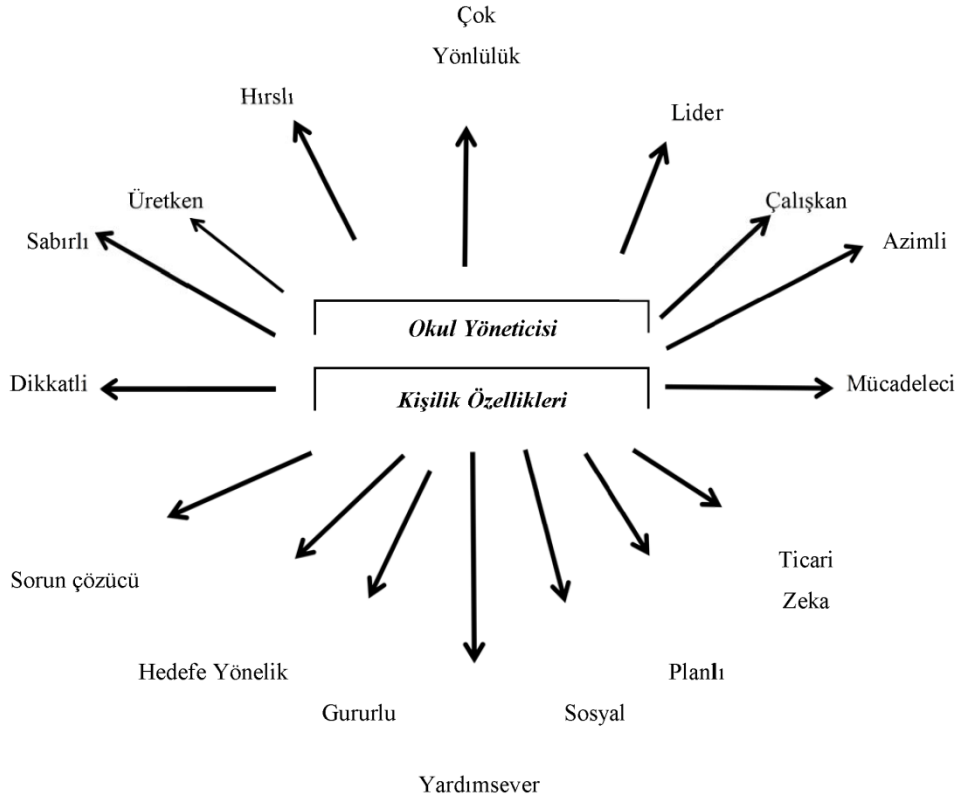 Çok
Yönlülük
Hırslı
Lider
Üretken
Çalışkan
Sabırlı
Azimli
Okul Yöneticisi
Dikkatli
Mücadeleci
Kişilik Özellikleri
Ticari
Sorun çözücü
Zeka
Hedefe Yönelik
Planlı
Gururlu
Sosyal
Yardımsever